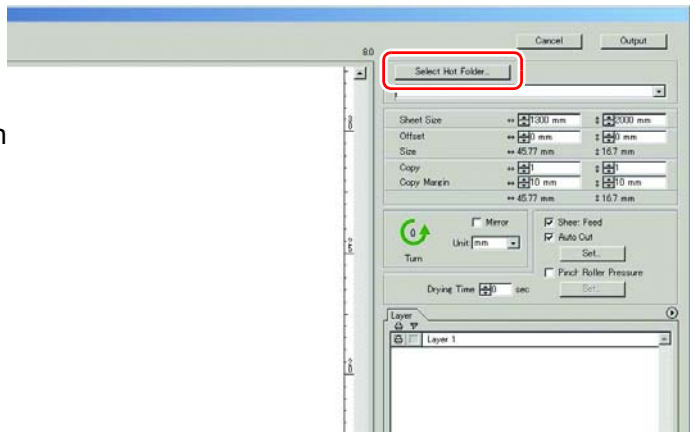 Cancel Output
80
Select Hot Folder...
Sheet Size ↔ 1300 mm ↕ 2000 mm
Offset ↔ 0 mm ↕ 0 mm
Size ↔ 45.77 mm ↕ 16.7 mm
Copy ↔ 1 ↕ 1
Copy Margin ↔ 10 mm ↕ 10 mm
↔ 45.77 mm ↕ 16.7 mm
0
Turn
Mirror
Unit mm
Sheet Feed
Auto Cut
Set...
Pinch Roller Pressure
Set...
Drying Time 0 sec
Layer
Layer 1
n